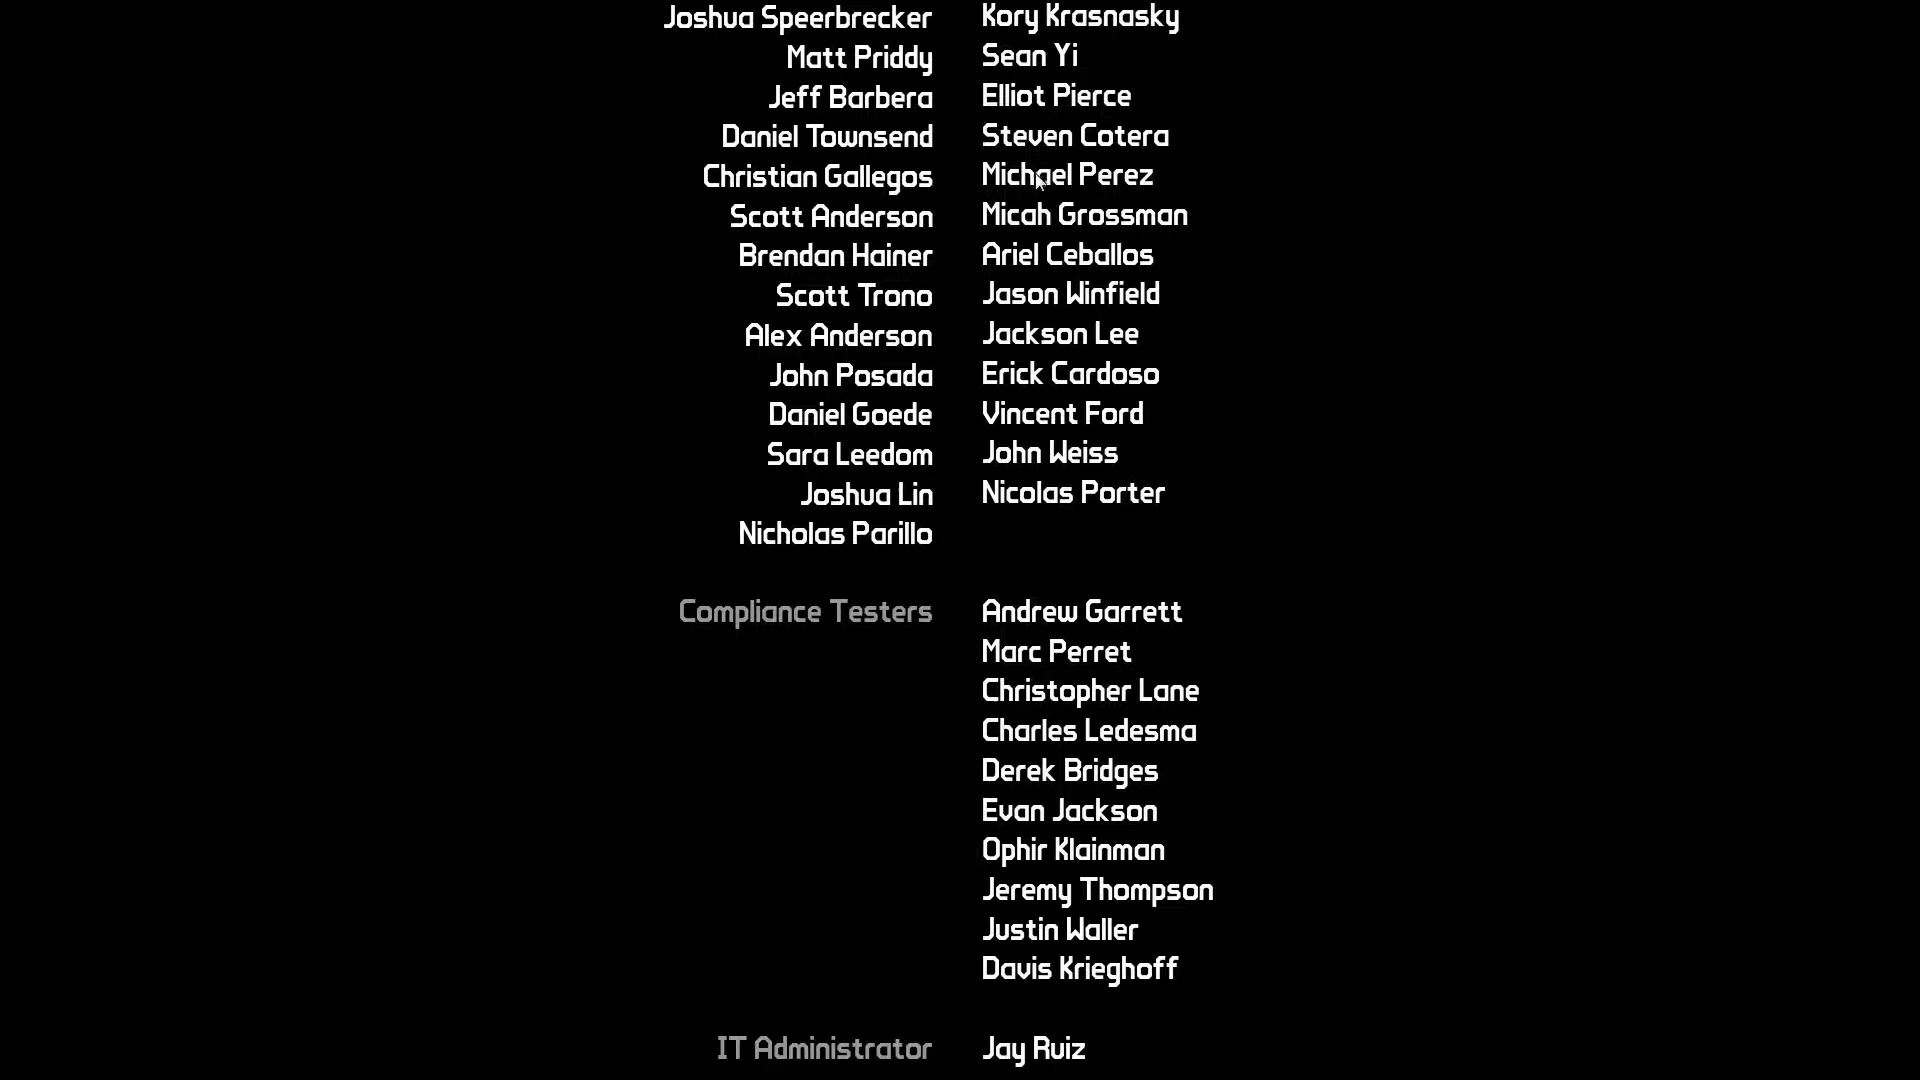 Joshua Speerbrecker Kory Krasnasky
Matt Priddy Sean Yi
Jeff Barbera Elliot Pierce
Daniel Townsend Steven Cotera
Christian Gallegos Michael Perez
Scott Anderson Micah Grossman
Brendan Hainer Ariel Ceballos
Scott Trono Jason Winfield
Alex Anderson Jackson Lee
John Posada Erick Cardoso
Daniel Goede Vincent Ford
Sara Leedom John Weiss
Joshua Lin Nicolas Porter
Nicholas Parillo
Compliance Testers Andrew Garrett
Marc Perret
Christopher Lane
Charles Ledesma
Derek Bridges
Evan Jackson
Ophir Klainman
Jeremy Thompson
Justin Waller
Davis Krieghoff
IT Administrator Jay Ruiz